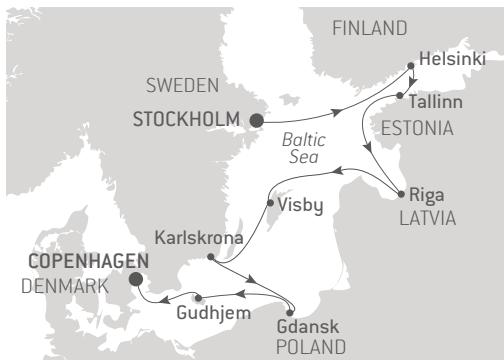 FINLAND
Helsinki
SWEDEN
Tallinn
STOCKHOLM
ESTONIA
Baltic
Sea
Riga
Visby
LATVIA
Karlskrona
COPENHAGEN
DENMARK
Gudhjem
Gdansk
POLAND